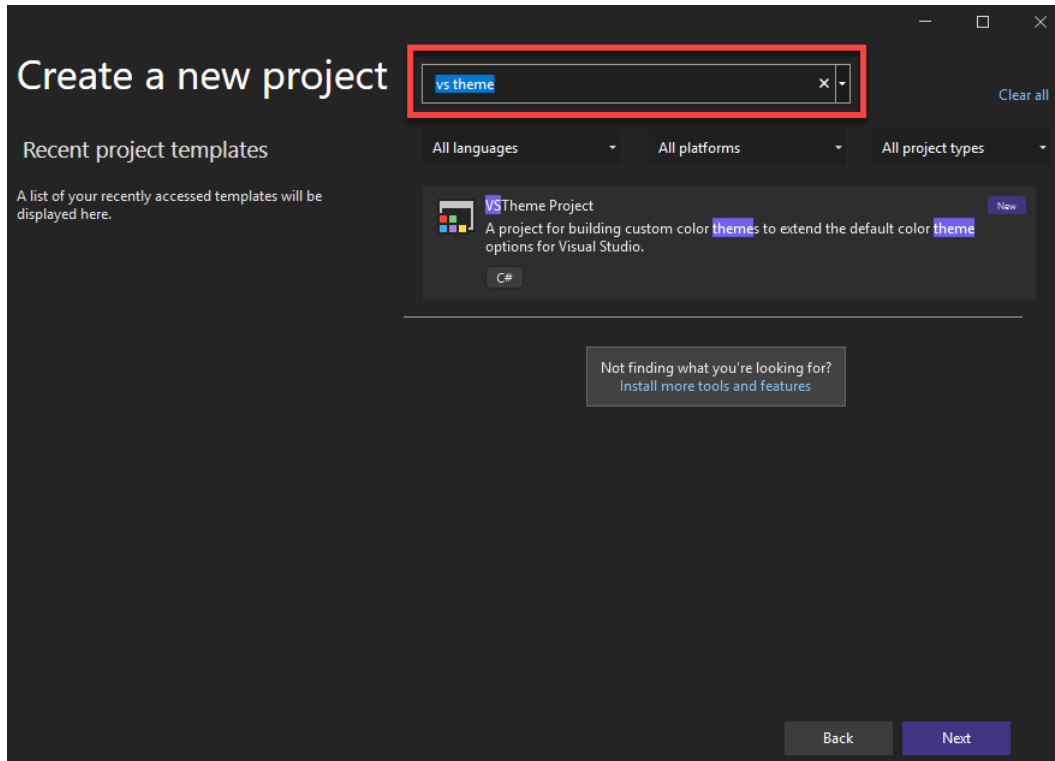 Create a new project
vs theme
Clear all
Recent project templates
All languages
All platforms
All project types
A list of your recently accessed templates will be
displayed here.
VSTheme Project
New
A project for building custom color themes to extend the default color theme
options for Visual Studio.
C#
Not finding what you're looking for?
Install more tools and features
Back
Next